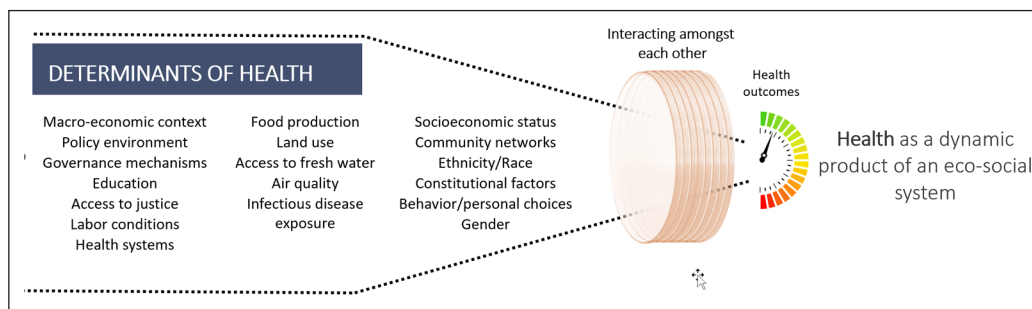 DETERMINANTS OF HEALTH
Macro-economic context
Policy environment
Governance mechanisms
Education
Access to justice
Labor conditions
Health systems
Food production
Land use
Access to fresh water
Air quality
Infectious disease
exposure
Socioeconomic status
Community networks
Ethnicity/Race
Constitutional factors
Behavior/personal choices
Gender
Interacting amongst
each other
Health
outcomes
Health as a dynamic
product of an eco-social
system